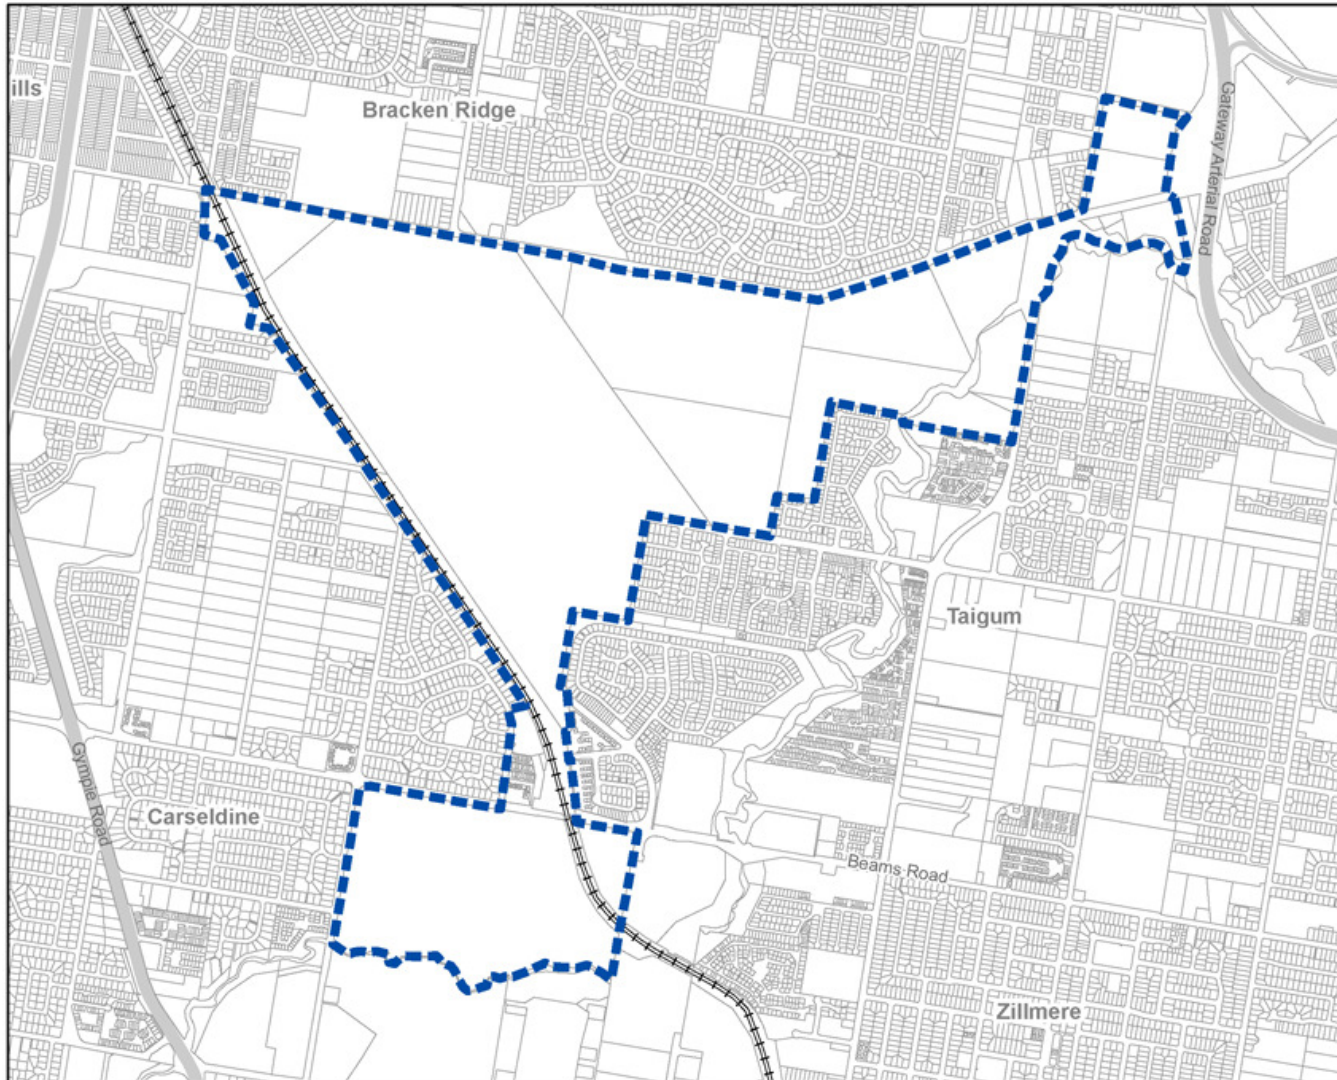 ills
Bracken Ridge
Gateway Arterial Road
Taigum
Gympie Road
Carseldine
Beams Road
Zillmere